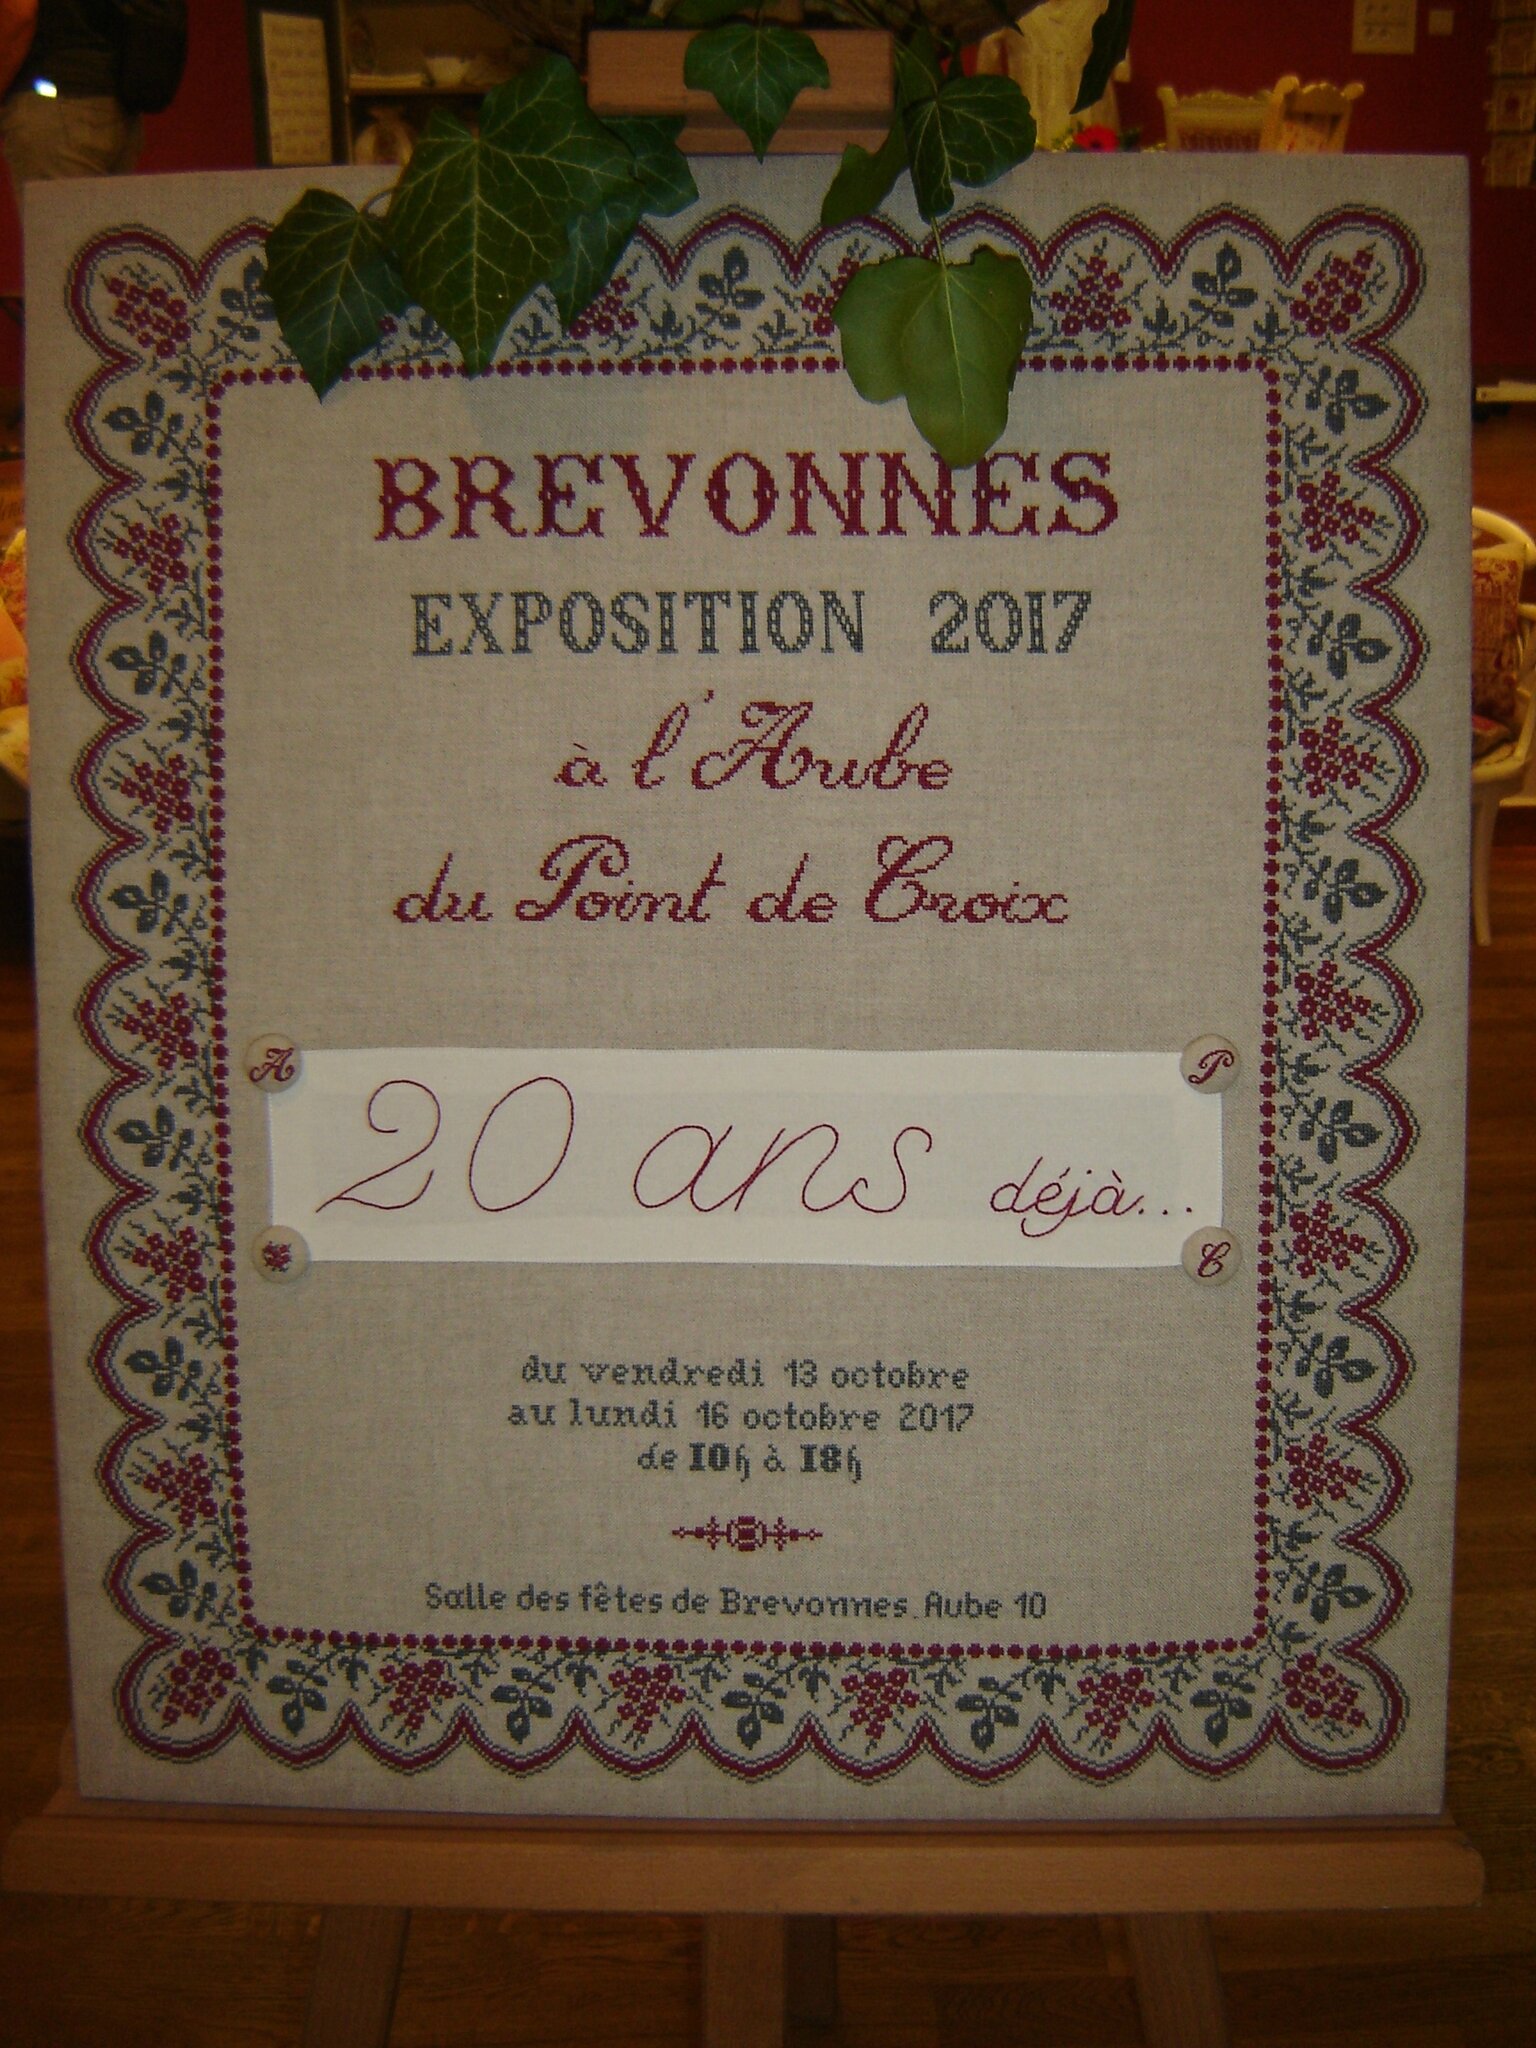 BREVONNES
EXPOSITION 2017
à l'Aube
du Point de Croix
A
P
20 ans déjà...
C
du vendredi 13 octobre
au lundi 16 octobre 2017
de 10h à 18h
Salle des fêtes de Brevonnes. Aube 10